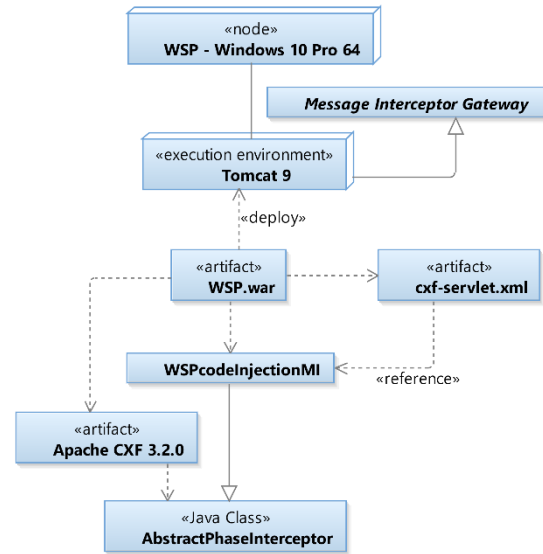 «node»
WSP - Windows 10 Pro 64
Message Interceptor Gateway
«execution environment»
Tomcat 9
«deploy»
«artifact»
WSP.war
«artifact»
cxf-servlet.xml
WSPcodeInjectionMI
«reference»
«artifact»
Apache CXF 3.2.0
«Java Class»
AbstractPhaseInterceptor